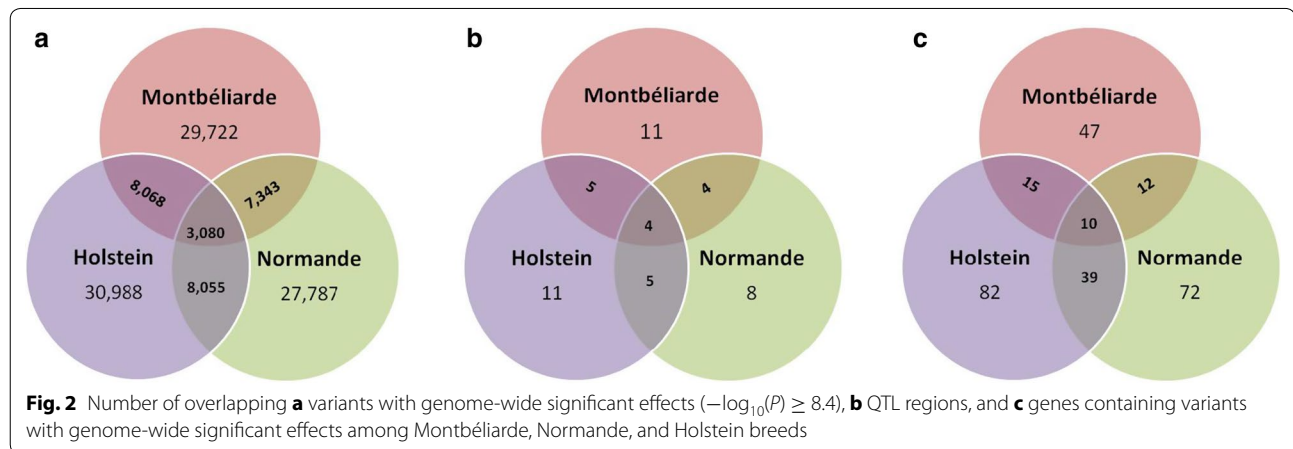 a
Montbéliarde
29,722
8,068
7,343
3,080
Holstein
30,988
Normande
27,787
8,055
b
Montbéliarde
11
5
4
4
Holstein
11
Normande
8
5
c
Montbéliarde
47
15
12
10
Holstein
82
Normande
72
39
Fig. 2 Number of overlapping a variants with genome-wide significant effects (−log₁₀(P) ≥ 8.4), b QTL regions, and c genes containing variants
with genome-wide significant effects among Montbéliarde, Normande, and Holstein breeds